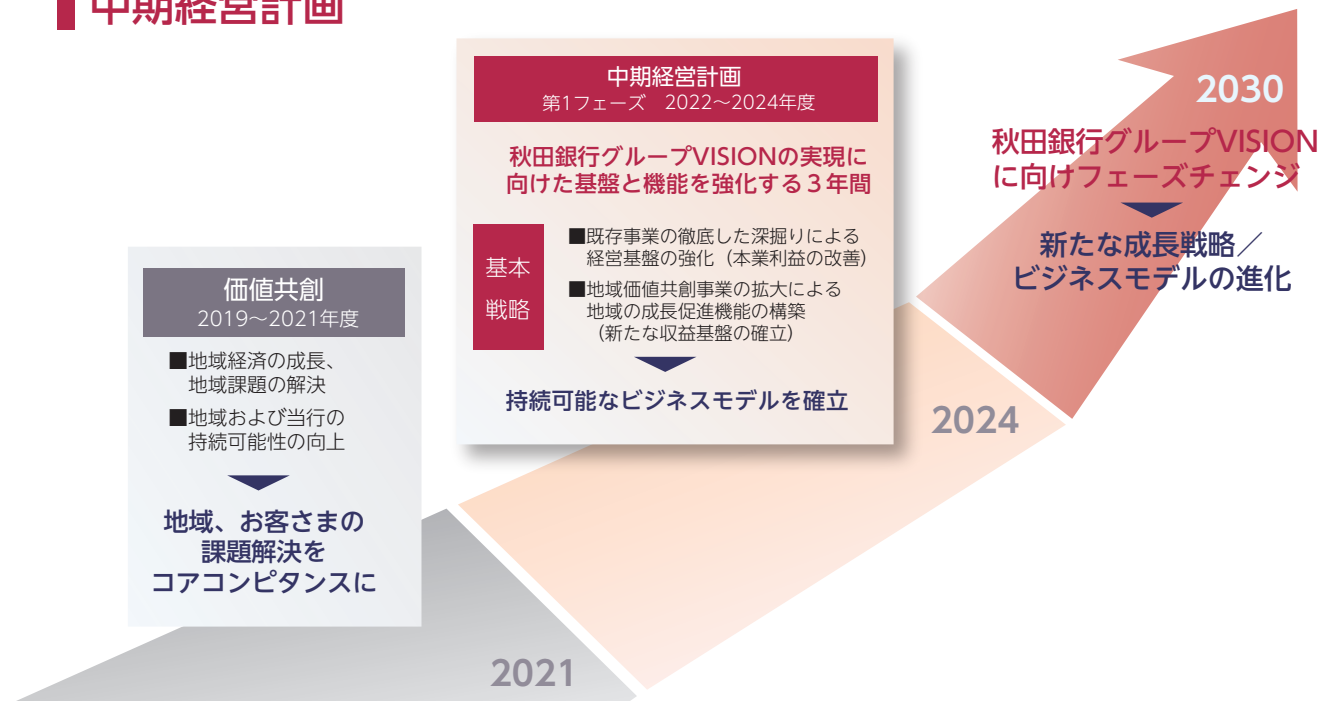 中期経営計画
価値共創
2019～2021年度
■地域経済の成長、
地域課題の解決
■地域および当行の
持続可能性の向上
地域、お客さまの
課題解決を
コアコンピタンスに
2021
中期経営計画
第1フェーズ　2022～2024年度
秋田銀行グループVISIONの実現に
向けた基盤と機能を強化する３年間
基本
戦略
■既存事業の徹底した深掘りによる
経営基盤の強化（本業利益の改善）
■地域価値共創事業の拡大による
地域の成長促進機能の構築
（新たな収益基盤の確立）
持続可能なビジネスモデルを確立
2024
2030
秋田銀行グループVISION
に向けフェーズチェンジ
新たな成長戦略／
ビジネスモデルの進化